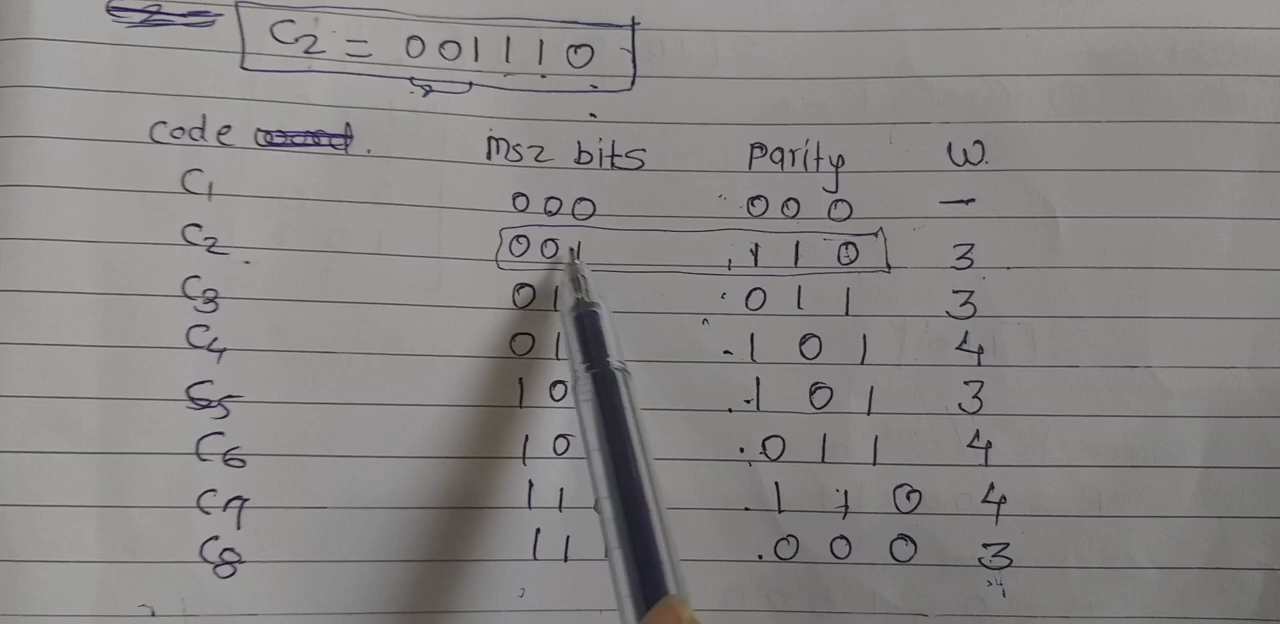 C2 = 001110
code msz bits parity W.
C1 000 000 —
C2 001 110 3
C3 01 011 3
C4 01 101 4
C5 10 101 3
C6 10 011 4
C7 11 110 4
C8 11 000 3